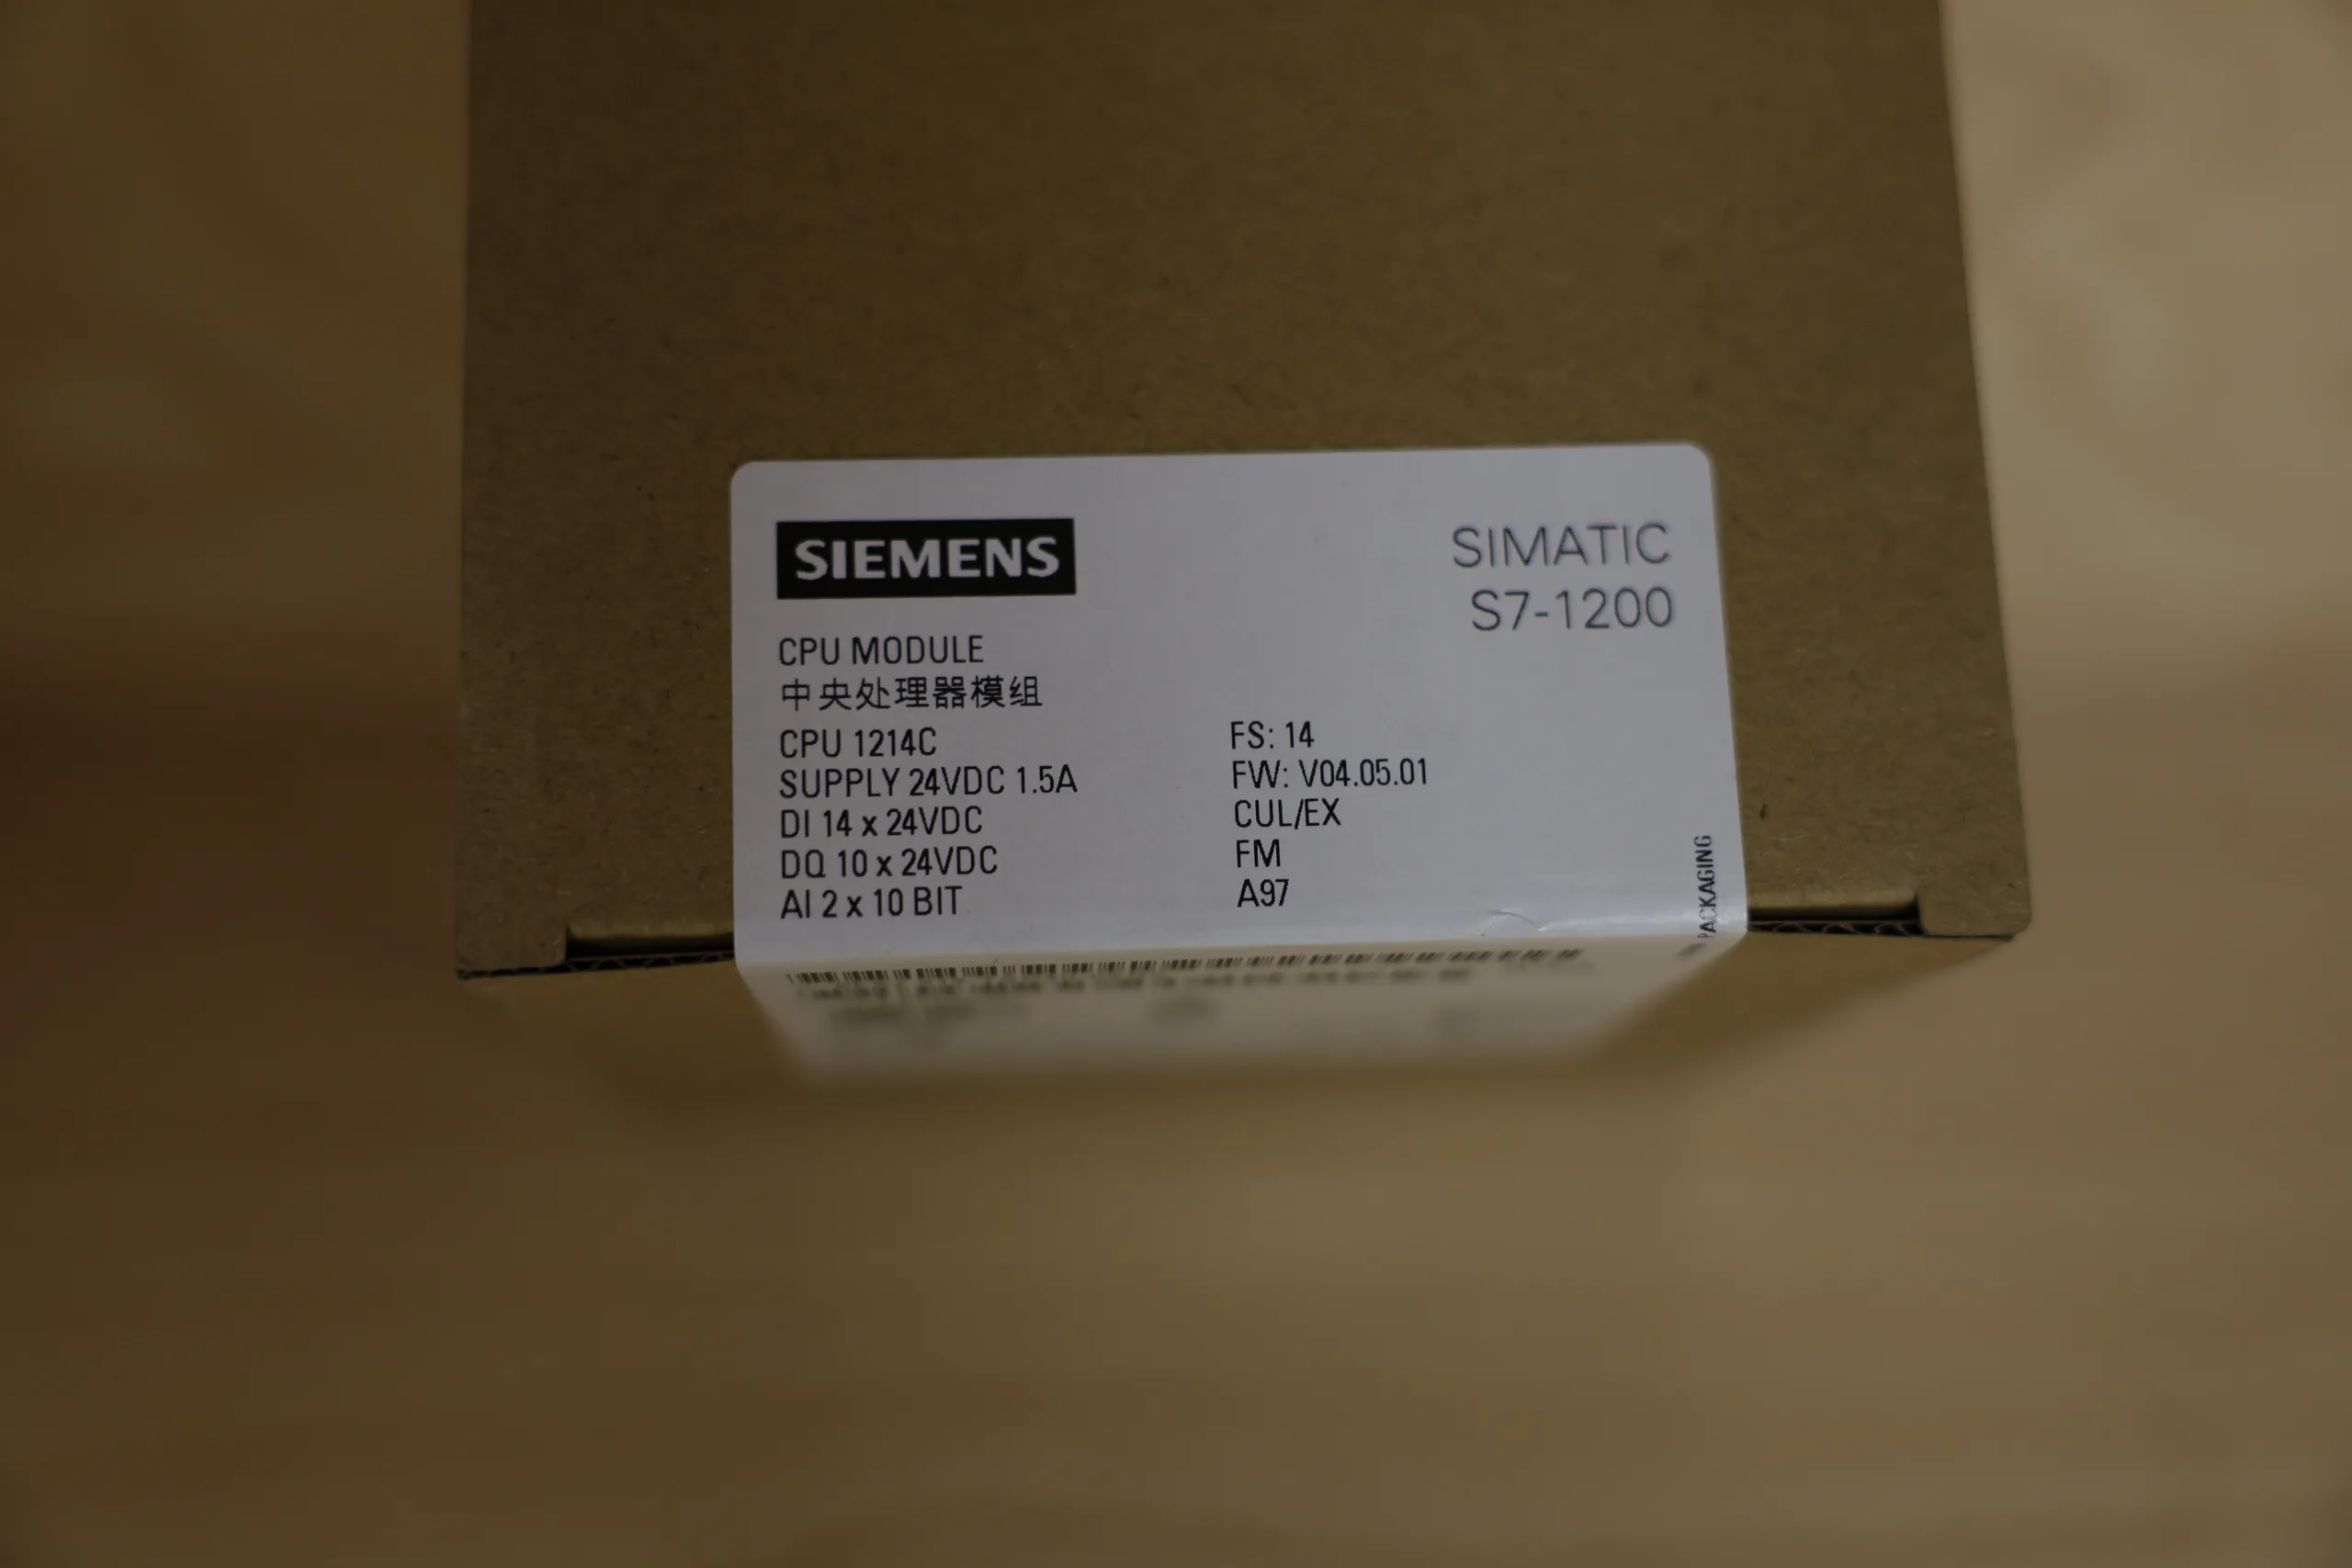 SIEMENS
SIMATIC
S7-1200
CPU MODULE
中央处理器模组
CPU 1214C
SUPPLY 24VDC 1.5A
DI 14 x 24VDC
DQ 10 x 24VDC
AI 2 x 10 BIT
FS: 14
FW: V04.05.01
CUL/EX
FM
A97
PACKAGING